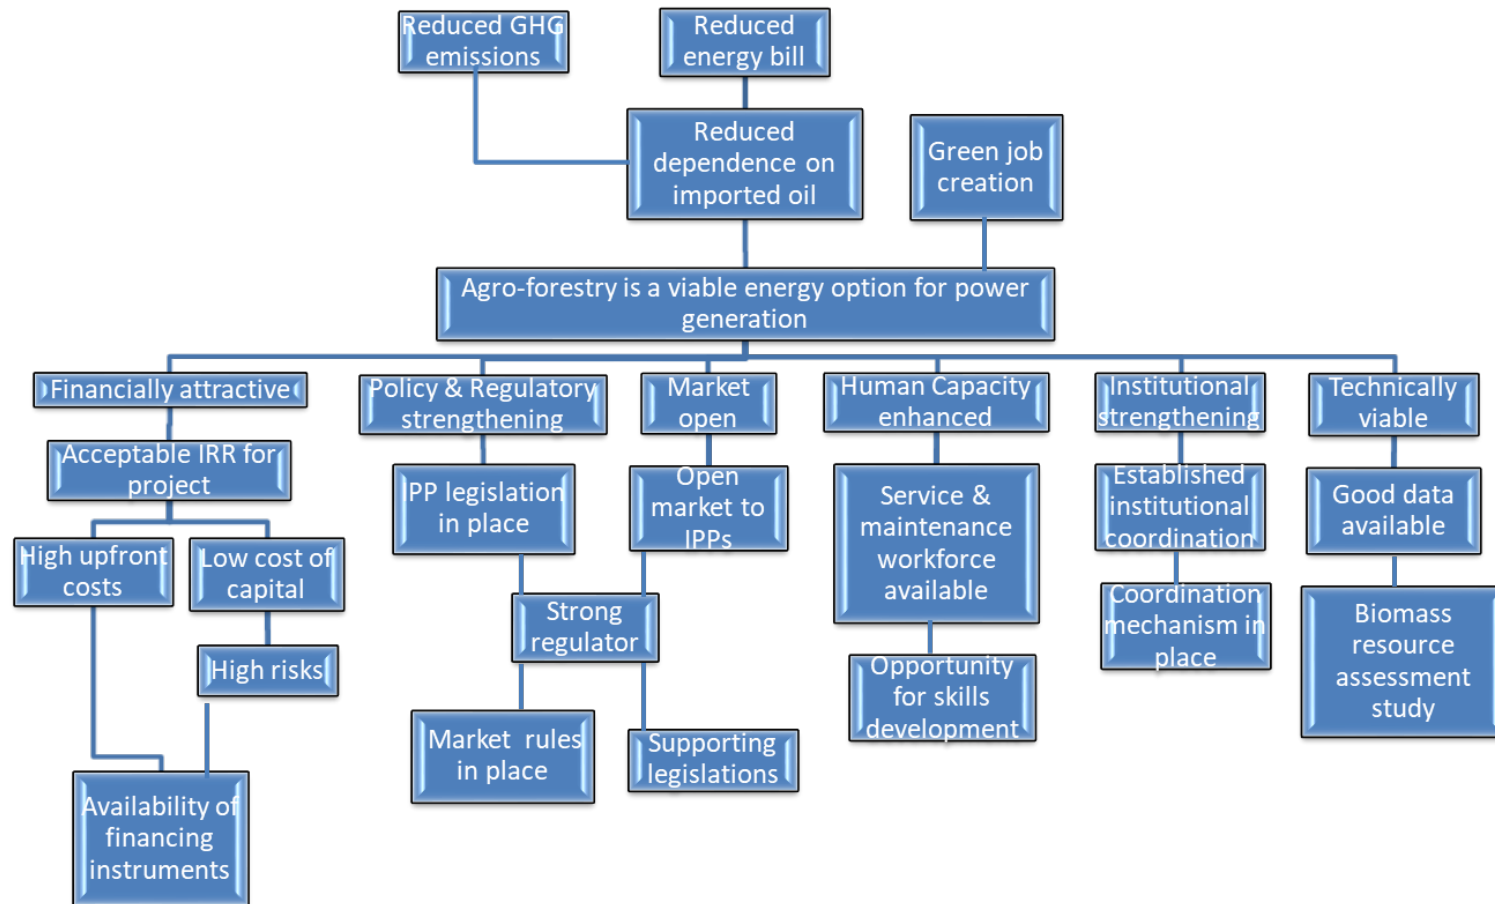 Reduced GHG
emissions
Reduced
energy bill
Reduced
dependence on
imported oil
Green job
creation
Agro-forestry is a viable energy option for power
generation
Financially attractive
Policy & Regulatory
strengthening
Market
open
Human Capacity
enhanced
Institutional
strengthening
Technically
viable
Acceptable IRR for
project
IPP legislation
in place
Open
market to
IPPs
Service &
maintenance
workforce
available
Established
institutional
coordination
Good data
available
High upfront
costs
Low cost of
capital
Strong
regulator
Coordination
mechanism in
place
Biomass
resource
assessment
study
High risks
Opportunity
for skills
development
Market rules
in place
Supporting
legislations
Availability of
financing
instruments